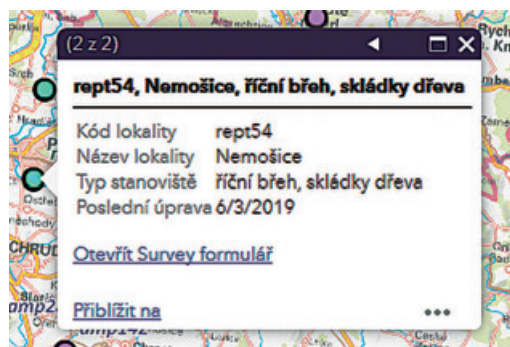 (2 z 2)
rept54, Nemošice, říční břeh, skládky dřeva
Kód lokality rept54
Název lokality Nemošice
Typ stanoviště říční břeh, skládky dřeva
Poslední úprava 6/3/2019
Otevřít Survey formulář
Přiblížit na
CHRUD